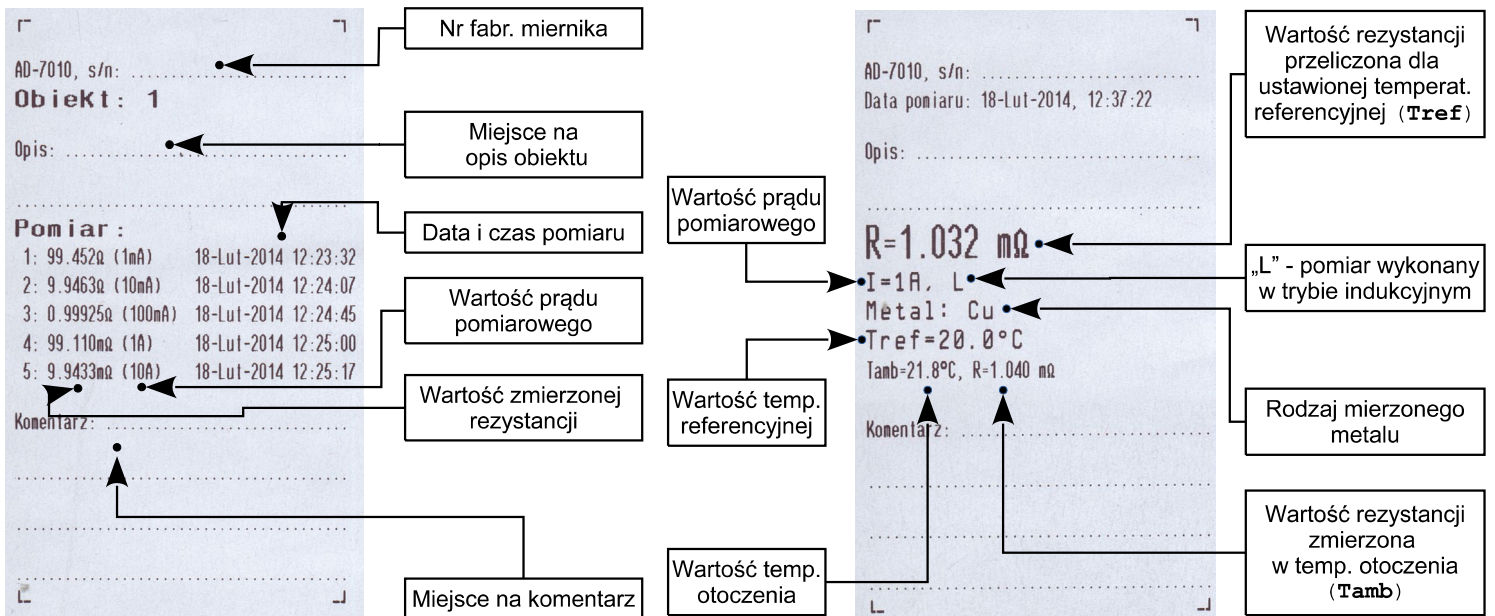 Nr fabr. miernika
AD-7010, s/n:
Obiekt: 1
Miejsce na
opis obiektu
Opis:
Data i czas pomiaru
Pomiar:
1: 99.452Ω (1mA) 18-Lut-2014 12:23:32
2: 9.9463Ω (10mA) 18-Lut-2014 12:24:07
3: 0.99925Ω (100mA) 18-Lut-2014 12:24:45
4: 99.110mΩ (1A) 18-Lut-2014 12:25:00
5: 9.9433mΩ (10A) 18-Lut-2014 12:25:17
Wartość prądu
pomiarowego
Wartość zmierzonej
rezystancji
Komentarz:
Miejsce na komentarz
AD-7010, s/n:
Data pomiaru: 18-Lut-2014, 12:37:22
Opis:
R=1.032 mΩ
I=1A, L
Metal: Cu
Tref=20.0°C
Tamb=21.8°C, R=1.040 mΩ
Komentarz:
Wartość prądu
pomiarowego
Wartość temp.
referencyjnej
Wartość temp.
otoczenia
Wartość rezystancji
przeliczona dla
ustawionej temperat.
referencyjnej (Tref)
„L” - pomiar wykonany
w trybie indukcyjnym
Rodzaj mierzonego
metalu
Wartość rezystancji
zmierzona
w temp. otoczenia
(Tamb)